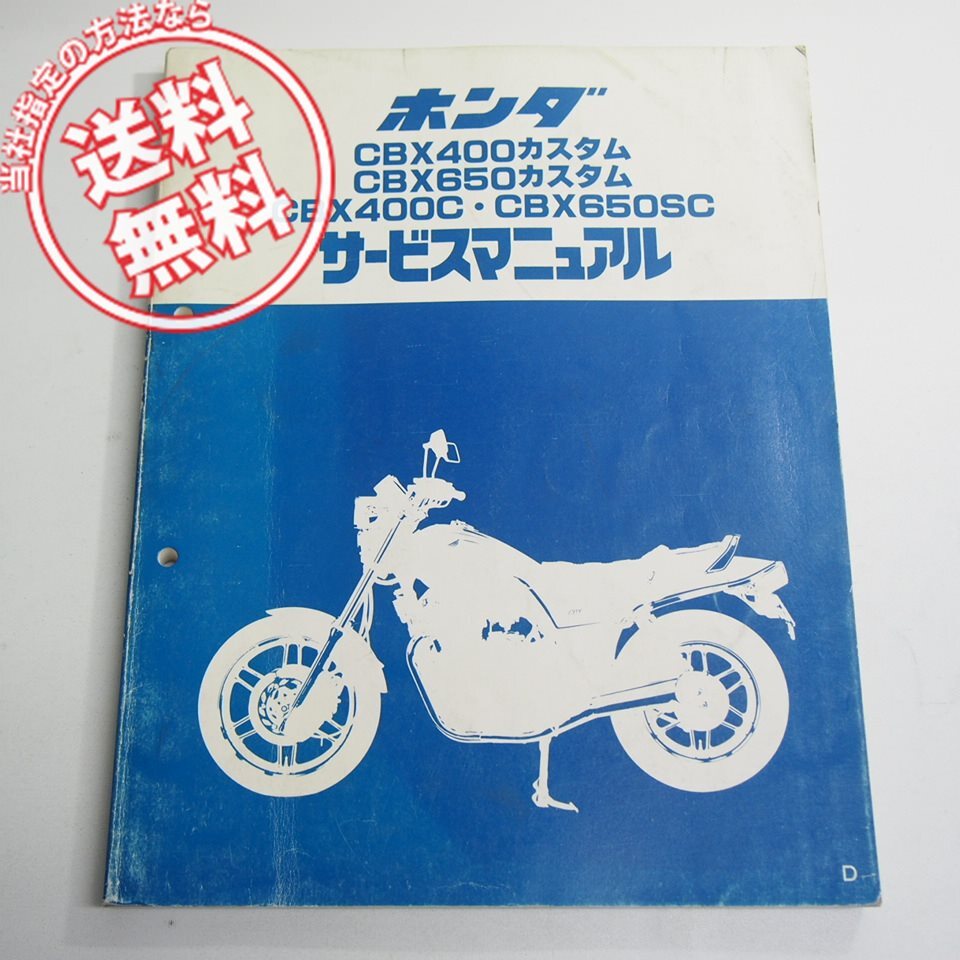 当社指定の方法なら
送料
無料
ホンダ
CBX400カスタム
CBX650カスタム
CBX400C・CBX650SC
サービスマニュアル
D